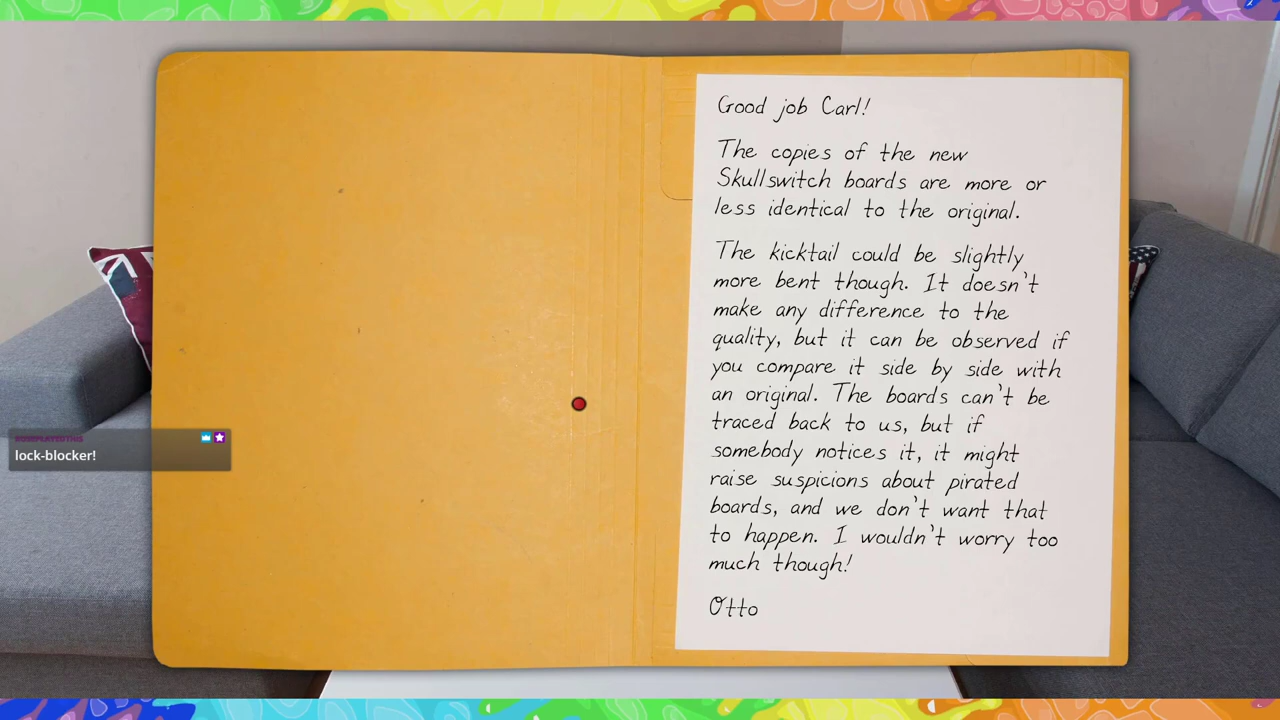 Good job Carl!
The copies of the new
Skullswitch boards are more or
less identical to the original.
The kicktail could be slightly
more bent though. It doesn't
make any difference to the
quality, but it can be observed if
you compare it side by side with
an original. The boards can't be
traced back to us, but if
somebody notices it, it might
raise suspicions about pirated
boards, and we don't want that
to happen. I wouldn't worry too
much though!
Otto
lock-blocker!